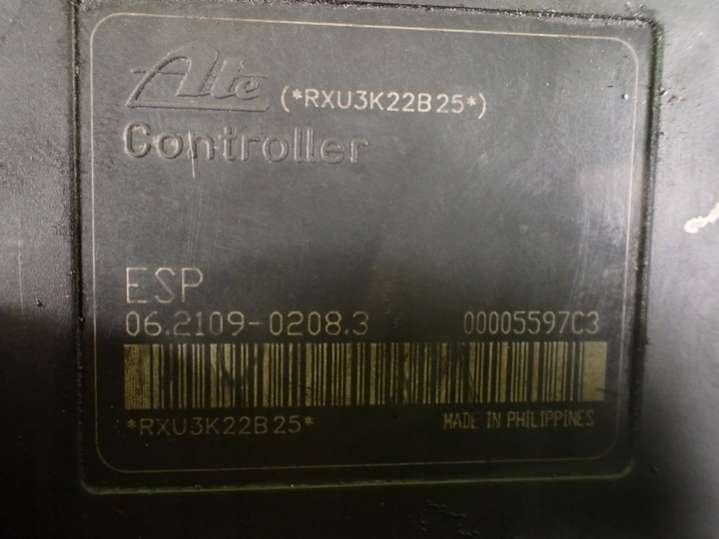 Ate (*RXU3K22B25*)
Controller
ESP
06.2109-0208.3 00005597C3
*RXU3K22B25* MADE IN PHILIPPINES